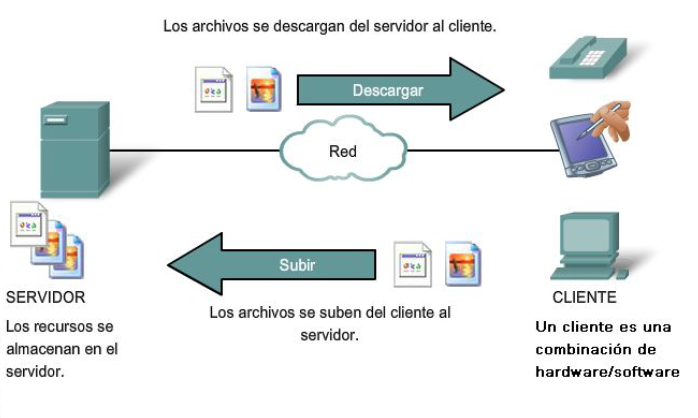 Los archivos se descargan del servidor al cliente.
Descargar
Red
Subir
SERVIDOR
Los recursos se
almacenan en el
servidor.
Los archivos se suben del cliente al
servidor.
CLIENTE
Un cliente es una
combinación de
hardware/software